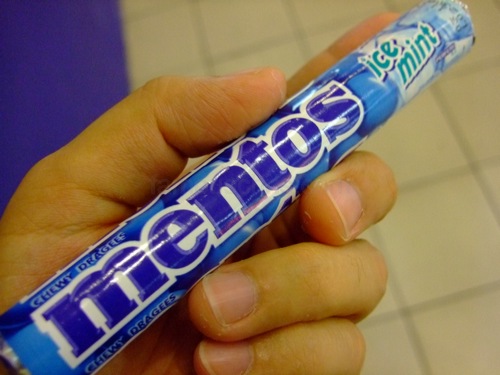 ice
mint
mentos
CHEWY DRAGEES
CHEWY DRAGEES